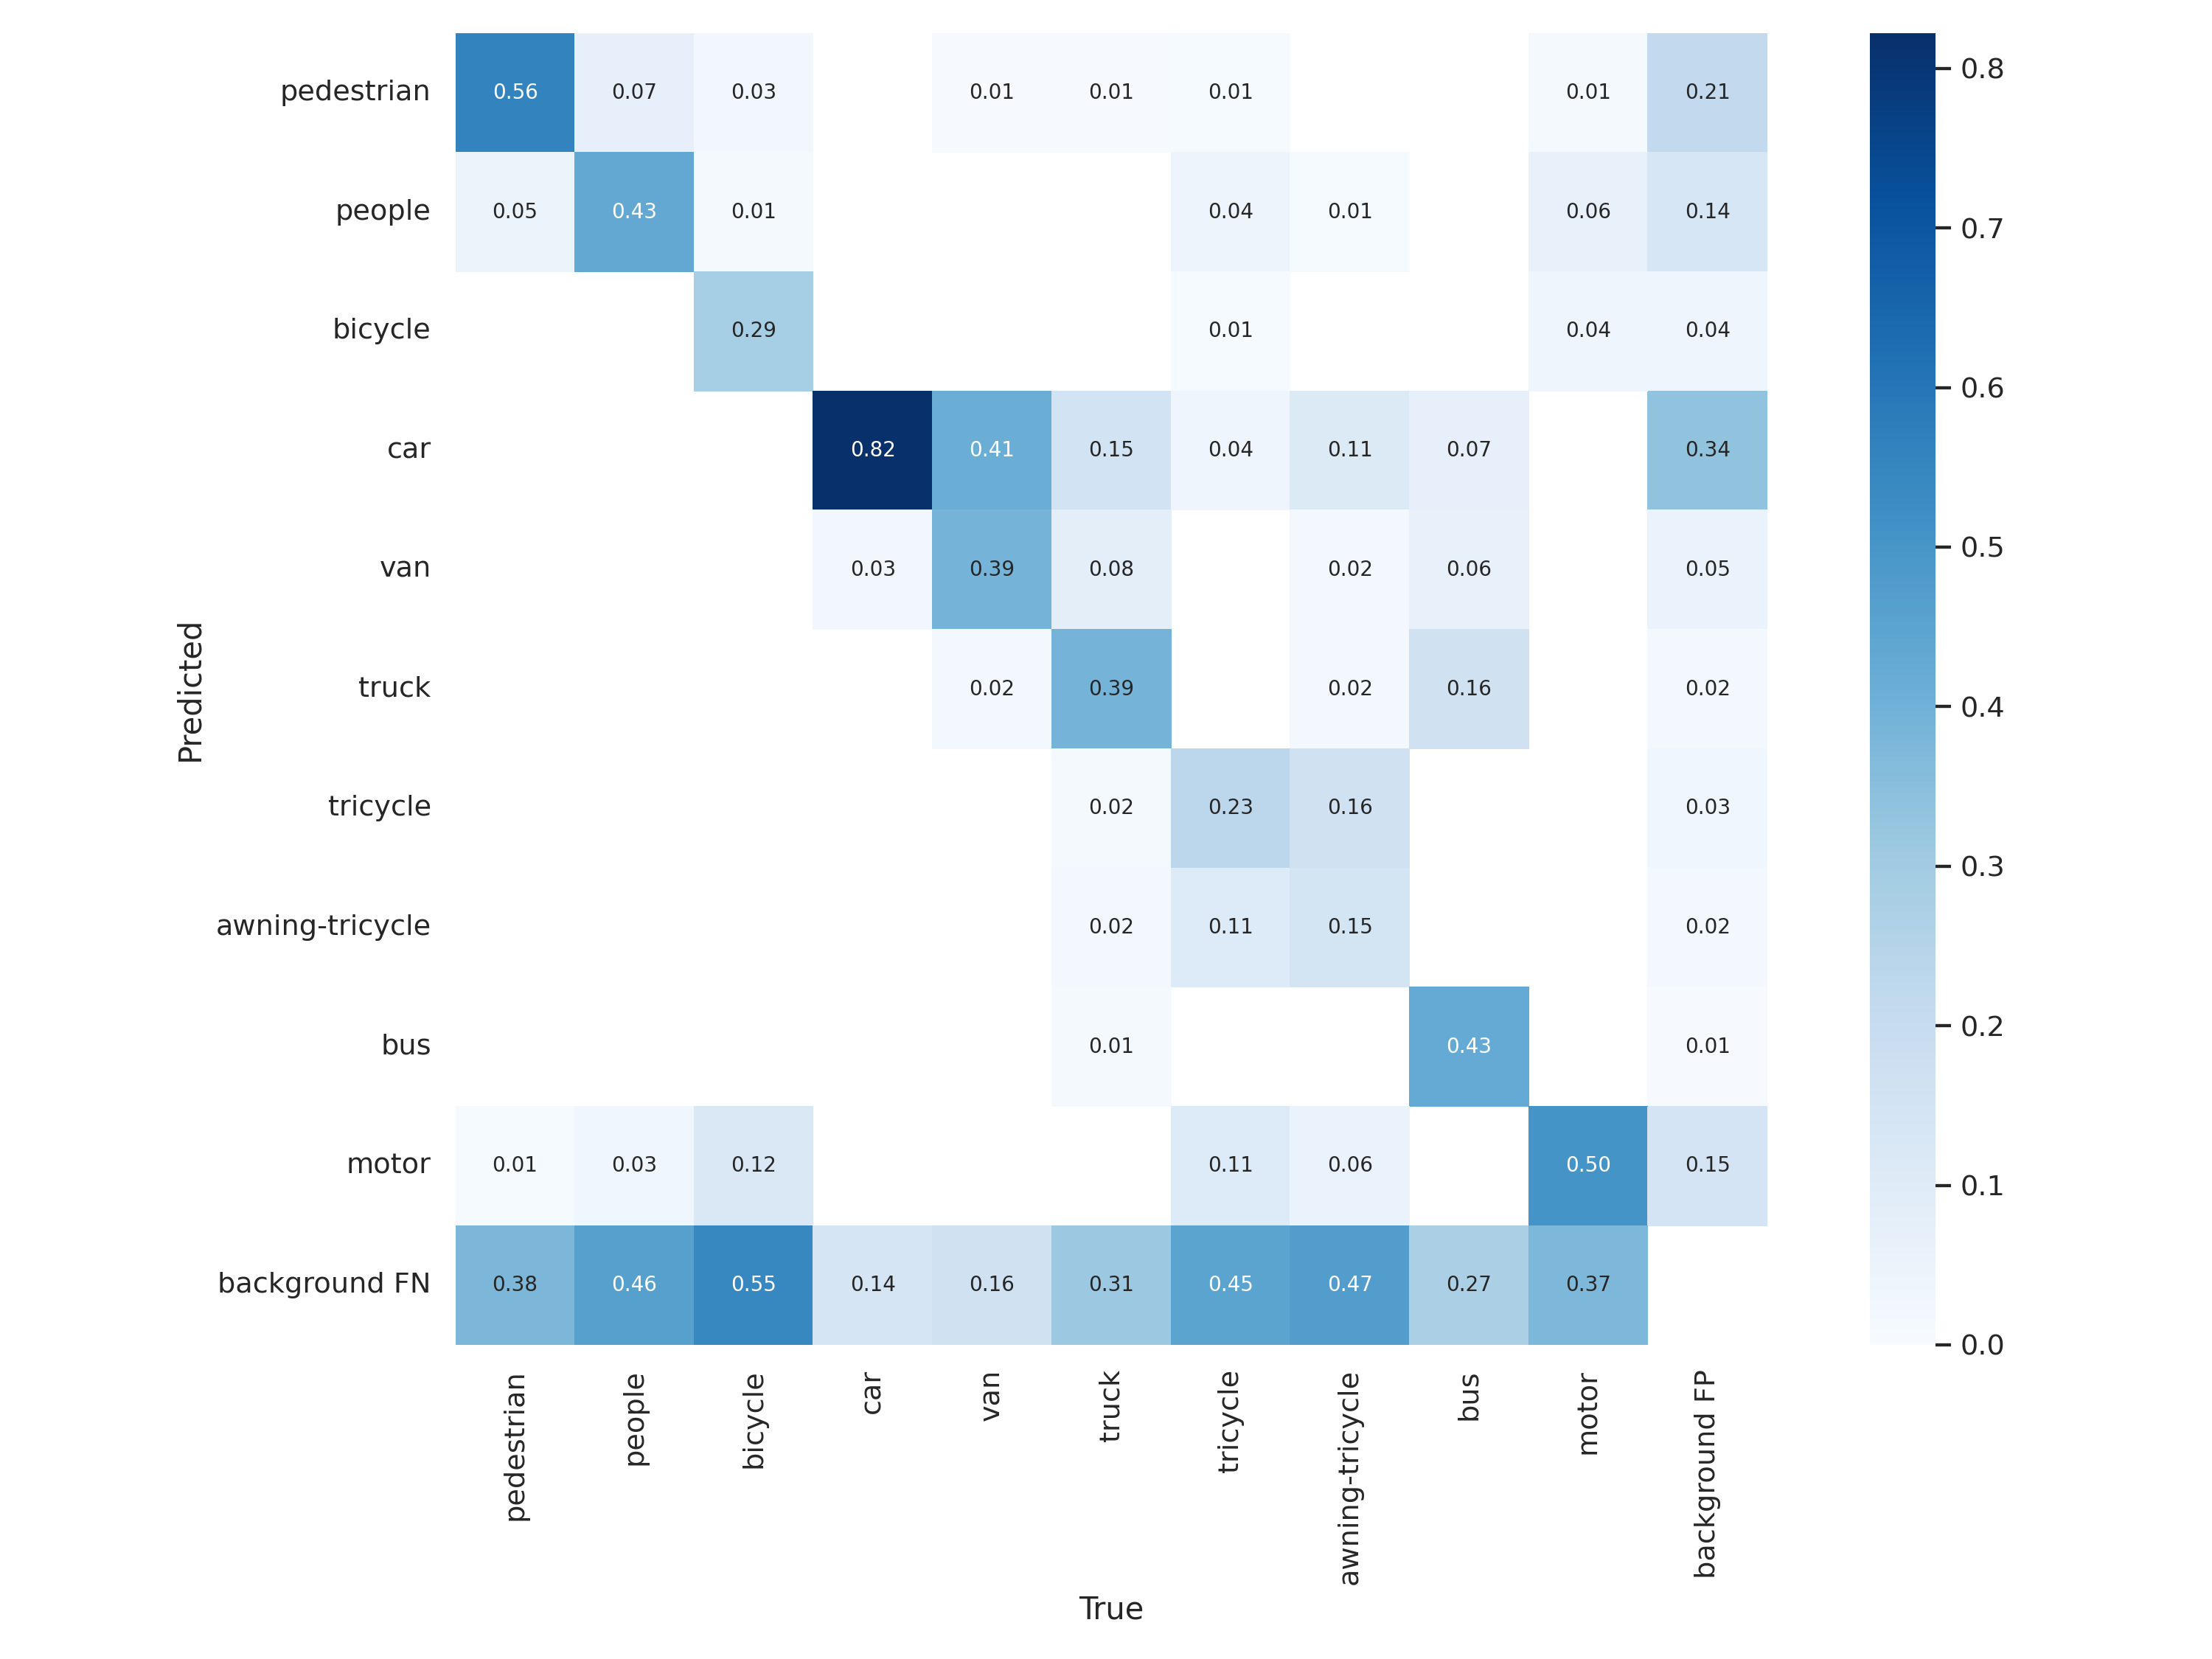 pedestrian 0.56 0.07 0.03 0.01 0.01 0.01 0.01 0.21
people 0.05 0.43 0.01 0.04 0.01 0.06 0.14
bicycle 0.29 0.01 0.04 0.04
car 0.82 0.41 0.15 0.04 0.11 0.07 0.34
van 0.03 0.39 0.08 0.02 0.06 0.05
truck 0.02 0.39 0.02 0.16 0.02
tricycle 0.02 0.23 0.16 0.03
awning-tricycle 0.02 0.11 0.15 0.02
bus 0.01 0.43 0.01
motor 0.01 0.03 0.12 0.11 0.06 0.50 0.15
background FN 0.38 0.46 0.55 0.14 0.16 0.31 0.45 0.47 0.27 0.37
Predicted
pedestrian
people
bicycle
car
van
truck
tricycle
awning-tricycle
bus
motor
background FP
True
0.8
0.7
0.6
0.5
0.4
0.3
0.2
0.1
0.0